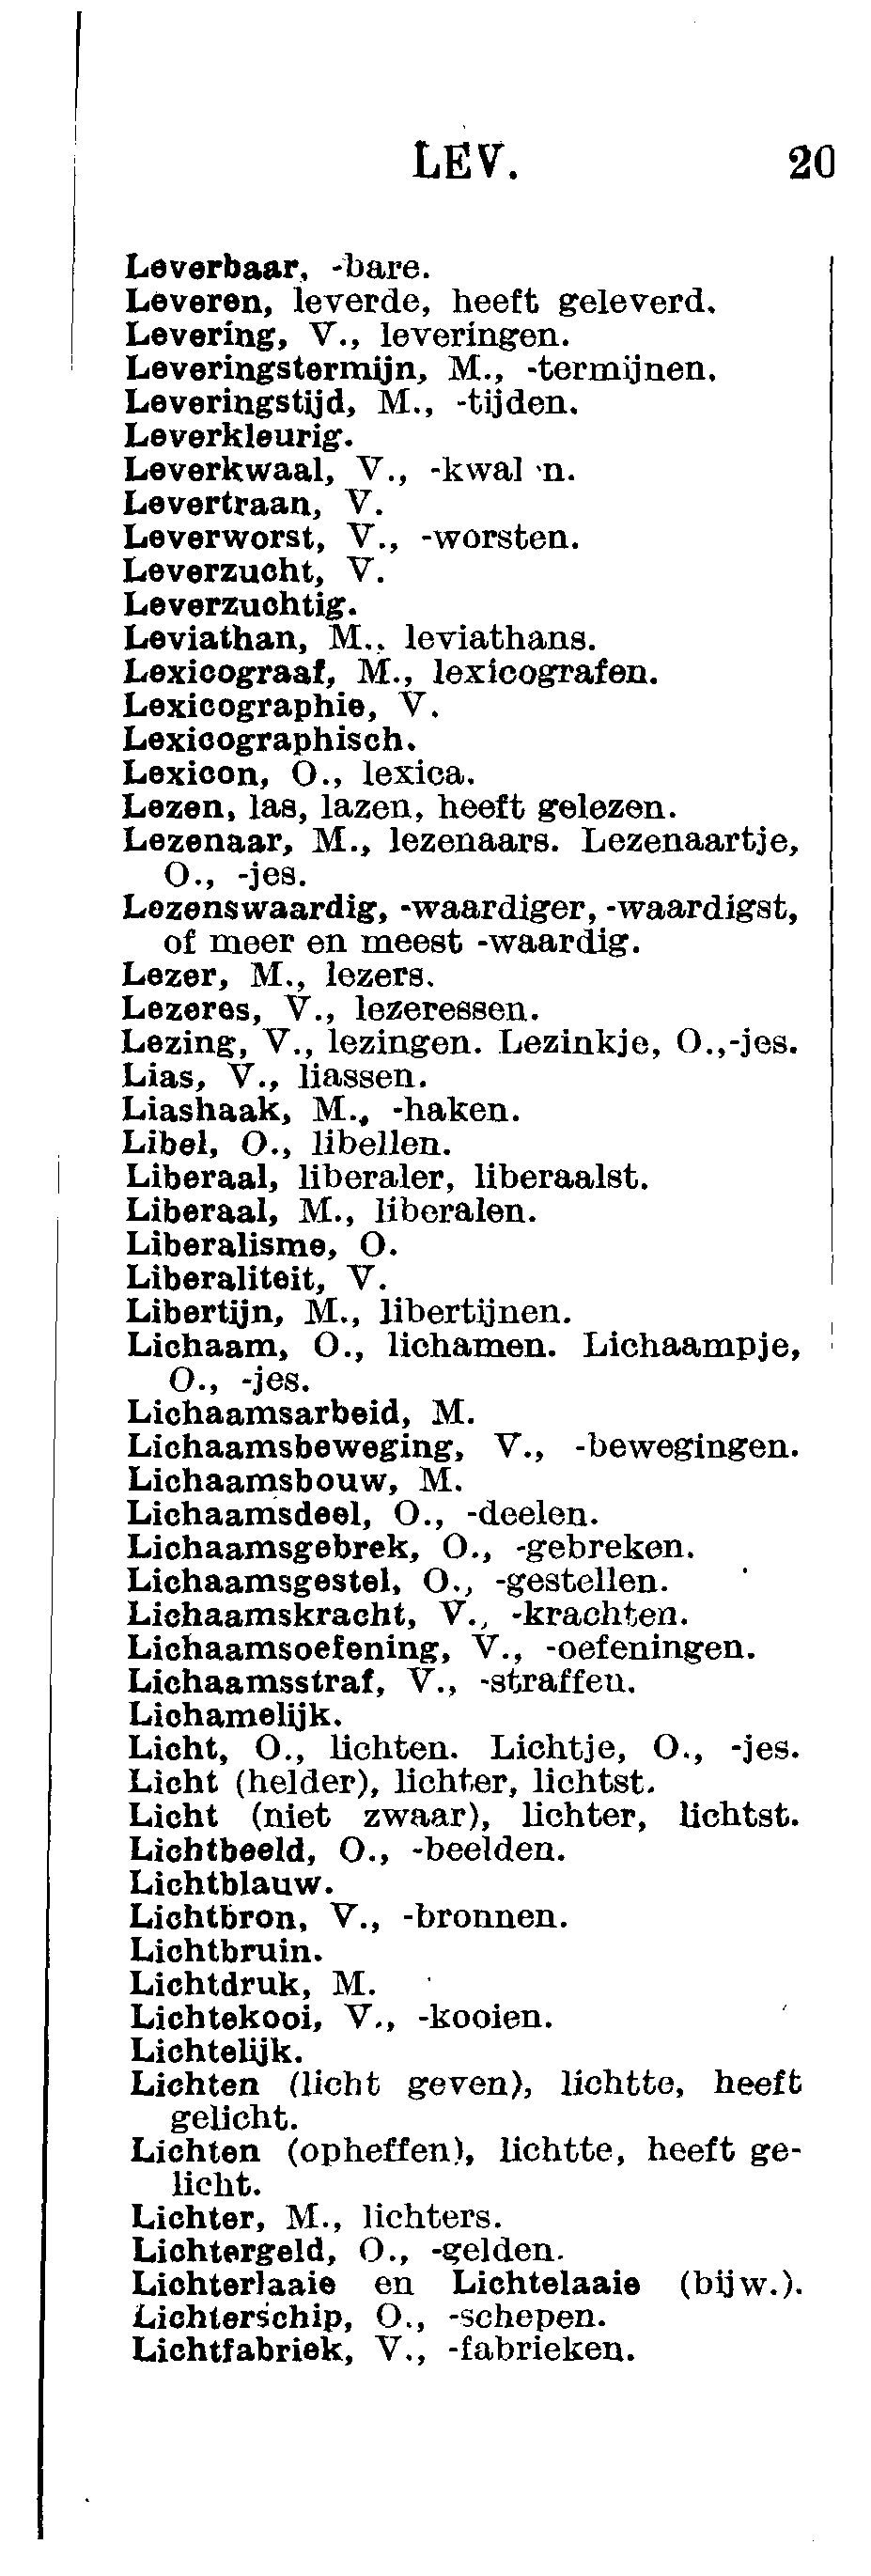 LEV. 20
Leverbaar, -bare.
Leveren, leverde, heeft geleverd.
Levering, V., leveringen.
Leveringstermijn, M., -termijnen.
Leveringstijd, M., -tijden.
Leverkleurig.
Leverkwaal, V., -kwal n.
Levertraan, V.
Leverworst, V., -worsten.
Leverzucht, V.
Leverzuchtig.
Leviathan, M., leviathans.
Lexicograaf, M., lexicografen.
Lexicographie, V.
Lexicographisch.
Lexicon, O., lexica.
Lezen, las, lazen, heeft gelezen.
Lezenaar, M., lezenaars. Lezenaartje,
O., -jes.
Lezenswaardig, -waardiger, -waardigst,
of meer en meest -waardig.
Lezer, M., lezers.
Lezeres, V., lezeressen.
Lezing, V., lezingen. Lezinkje, O.,-jes.
Lias, V., liassen.
Liashaak, M., -haken.
Libel, O., libellen.
Liberaal, liberaler, liberaalst.
Liberaal, M., liberalen.
Liberalisme, O.
Liberaliteit, V.
Libertijn, M., libertijnen.
Lichaam, O., lichamen. Lichaampje,
O., -jes.
Lichaamsarbeid, M.
Lichaamsbeweging, V., -bewegingen.
Lichaamsbouw, M.
Lichaamsdeel, O., -deelen.
Lichaamsgebrek, O., -gebreken.
Lichaamsgestel, O., -gestellen.
Lichaamskracht, V., -krachten.
Lichaamsoefening, V., -oefeningen.
Lichaamsstraf, V., -straffen.
Lichamelijk.
Licht, O., lichten. Lichtje, O., -jes.
Licht (helder), lichter, lichtst.
Licht (niet zwaar), lichter, lichtst.
Lichtbeeld, O., -beelden.
Lichtblauw.
Lichtbron, V., -bronnen.
Lichtbruin.
Lichtdruk, M.
Lichtekooi, V., -kooien.
Lichtelijk.
Lichten (licht geven), lichtte, heeft
gelicht.
Lichten (opheffen), lichtte, heeft ge-
licht.
Lichter, M., lichters.
Lichtergeld, O., -gelden.
Lichterlaaie en Lichtelaaie (bijw.).
Lichterschip, O., -schepen.
Lichtfabriek, V., -fabrieken.